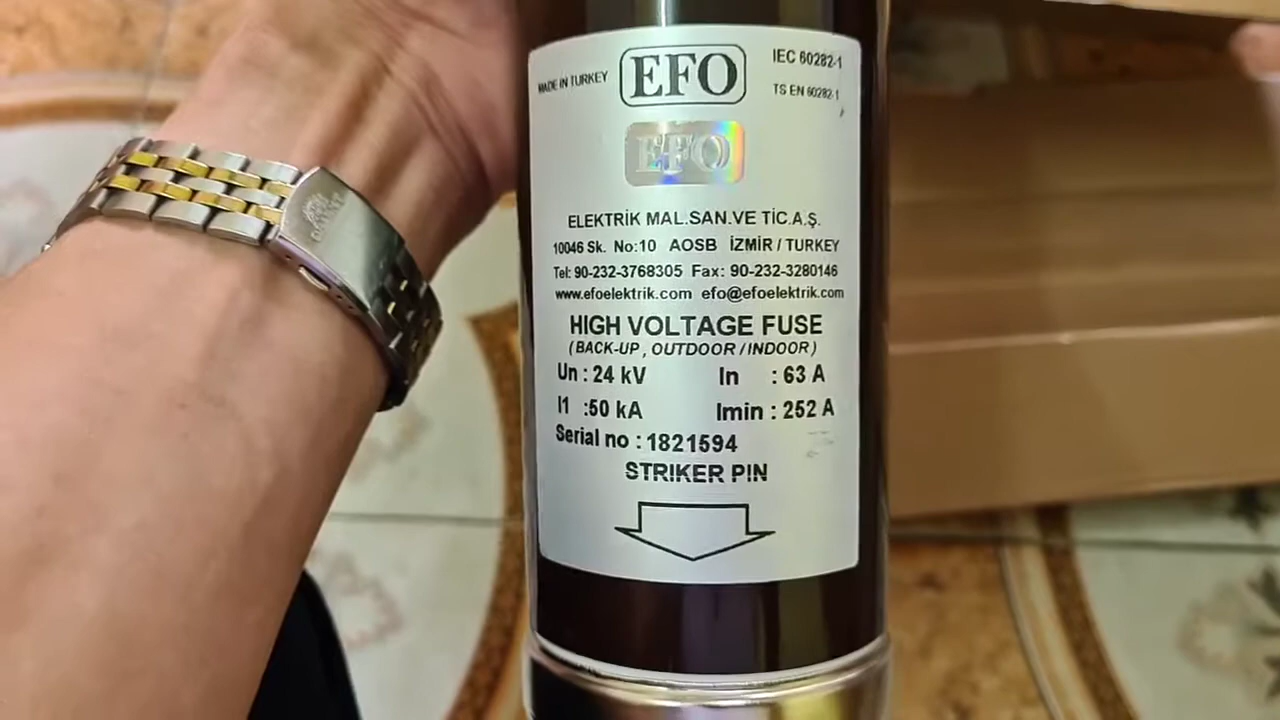 MADE IN TURKEY
EFO
IEC 60282-1
TS EN 60282-1
EFO
ELEKTRİK MAL.SAN.VE TİC.A.Ş.
10046 Sk. No:10 AOSB İZMİR / TURKEY
Tel: 90-232-3768305 Fax: 90-232-3280146
www.efoelektrik.com efo@efoelektrik.com
HIGH VOLTAGE FUSE
(BACK-UP , OUTDOOR / INDOOR)
Un : 24 kV In : 63 A
I1 :50 kA Imin : 252 A
Serial no : 1821594
STRIKER PIN